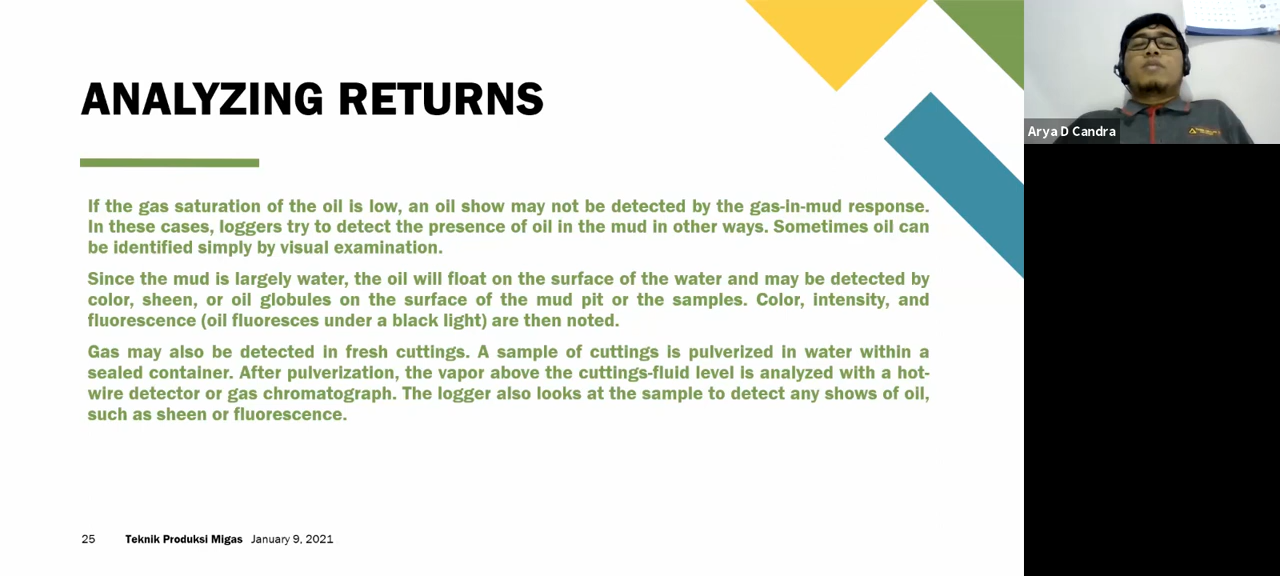 ANALYZING RETURNS
If the gas saturation of the oil is low, an oil show may not be detected by the gas-in-mud response.
In these cases, loggers try to detect the presence of oil in the mud in other ways. Sometimes oil can
be identified simply by visual examination.
Since the mud is largely water, the oil will float on the surface of the water and may be detected by
color, sheen, or oil globules on the surface of the mud pit or the samples. Color, intensity, and
fluorescence (oil fluoresces under a black light) are then noted.
Gas may also be detected in fresh cuttings. A sample of cuttings is pulverized in water within a
sealed container. After pulverization, the vapor above the cuttings-fluid level is analyzed with a hot-
wire detector or gas chromatograph. The logger also looks at the sample to detect any shows of oil,
such as sheen or fluorescence.
25 Teknik Produksi Migas January 9, 2021
Arya D Candra